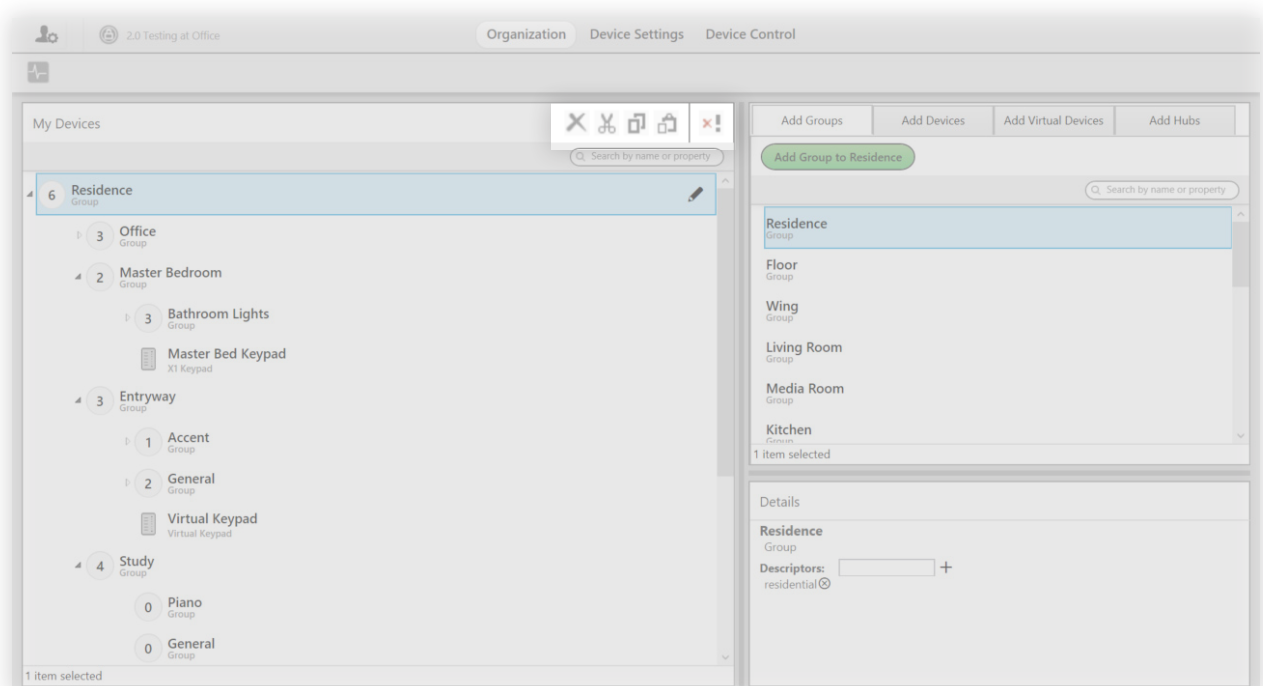 2.0 Testing at Office
Organization Device Settings Device Control
My Devices
Search by name or property
6 Residence
Group
3 Office
Group
2 Master Bedroom
Group
3 Bathroom Lights
Group
Master Bed Keypad
X1 Keypad
3 Entryway
Group
1 Accent
Group
2 General
Group
Virtual Keypad
Virtual Keypad
4 Study
Group
0 Piano
Group
0 General
Group
1 item selected
Add Groups Add Devices Add Virtual Devices Add Hubs
Add Group to Residence
Search by name or property
Residence
Group
Floor
Group
Wing
Group
Living Room
Group
Media Room
Group
Kitchen
Group
1 item selected
Details
Residence
Group
Descriptors:
residential